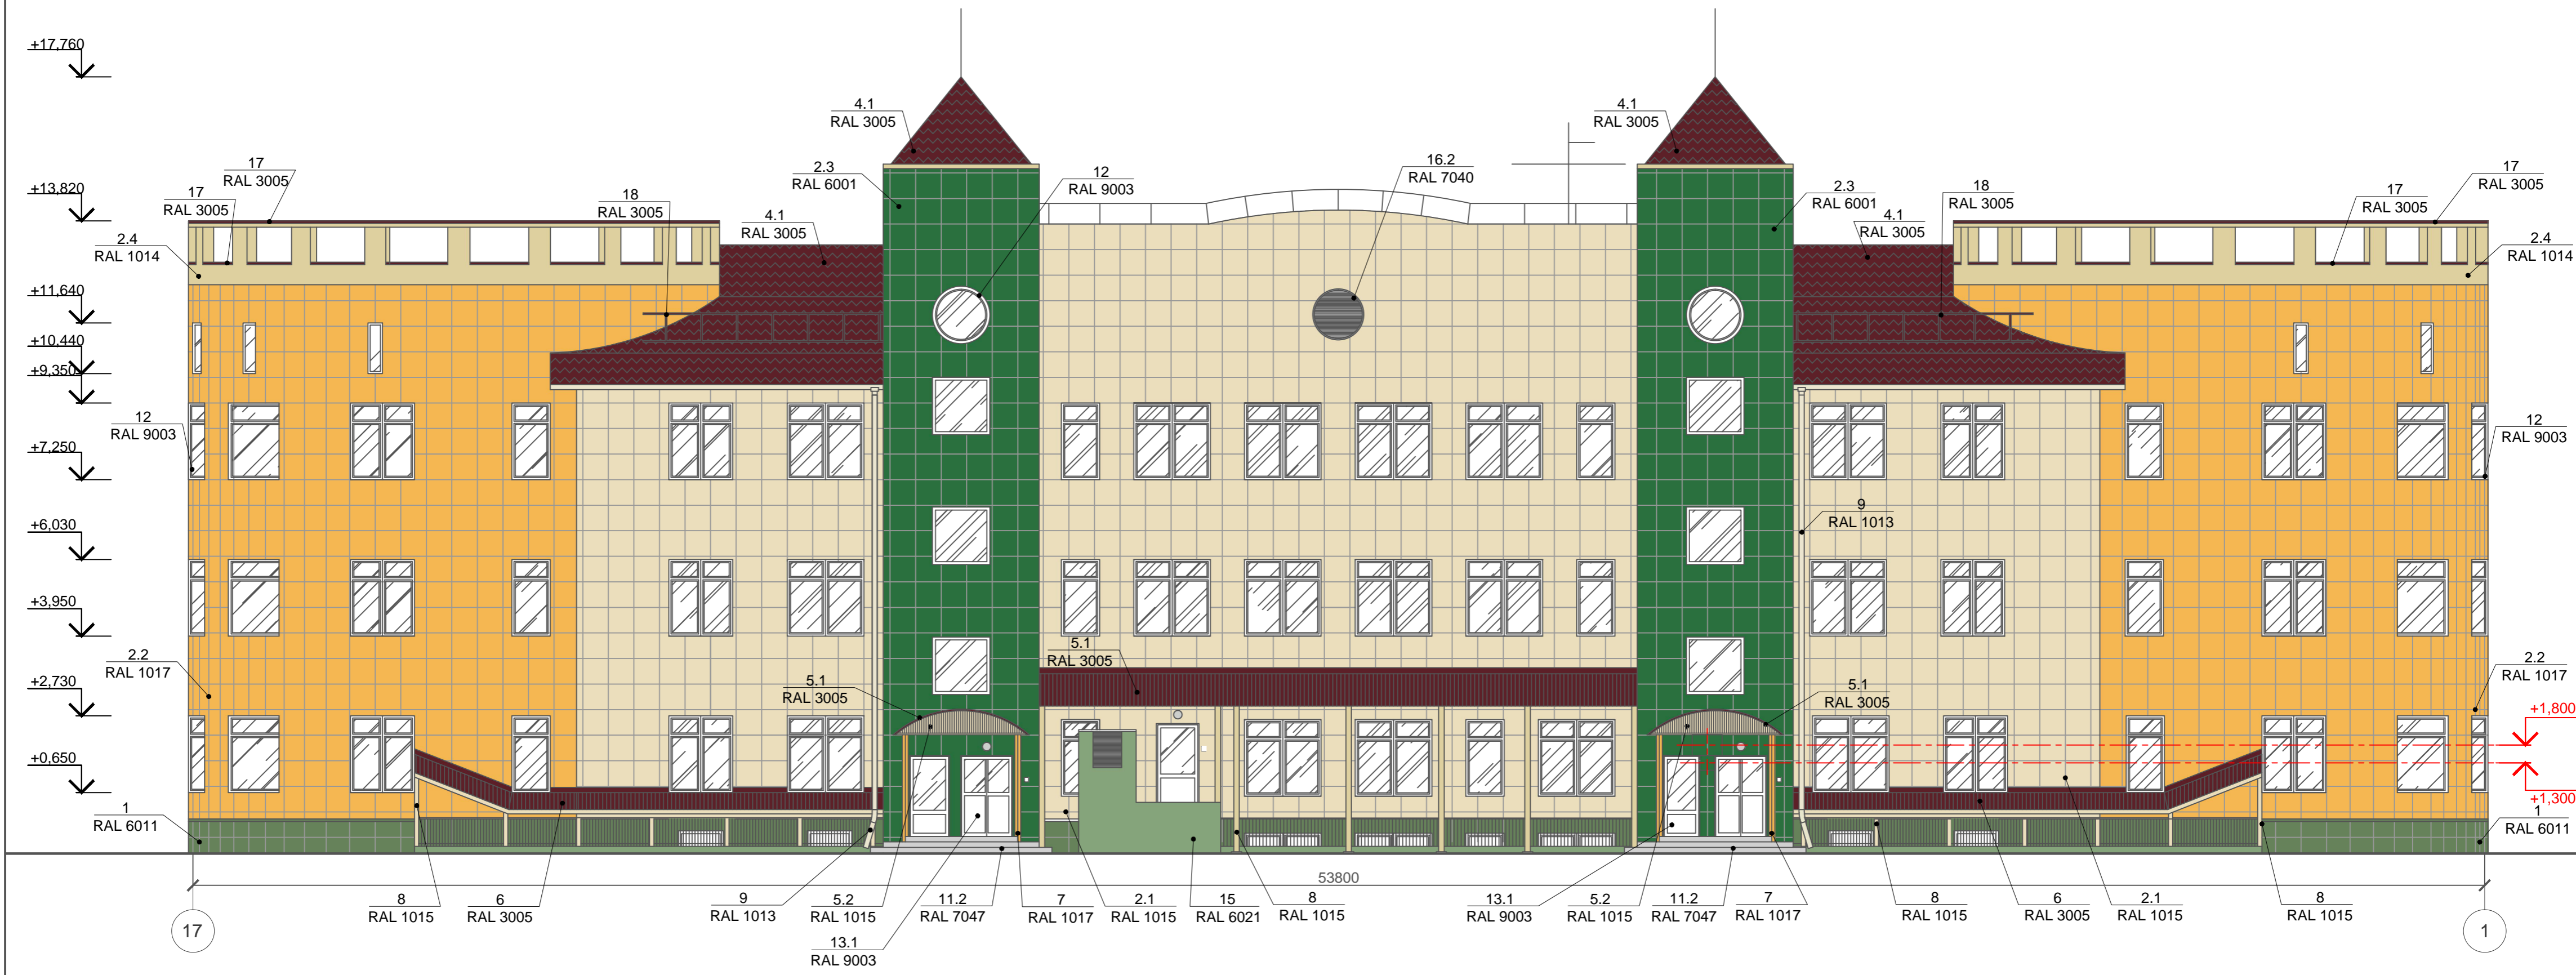 +17,760
4.1
RAL 3005
4.1
RAL 3005
17
RAL 3005
2.3
RAL 6001
12
RAL 9003
16.2
RAL 7040
17
RAL 3005
+13,820
17
RAL 3005
18
RAL 3005
4.1
RAL 3005
2.3
RAL 6001
18
RAL 3005
4.1
RAL 3005
17
RAL 3005
2.4
RAL 1014
2.4
RAL 1014
+11,640
+10,440
+9,350
12
RAL 9003
12
RAL 9003
+7,250
9
RAL 1013
+6,030
+3,950
2.2
RAL 1017
5.1
RAL 3005
2.2
RAL 1017
+2,730
5.1
RAL 3005
5.1
RAL 3005
+1,800
+0,650
+1,300
1
RAL 6011
1
RAL 6011
53800
8
RAL 1015
6
RAL 3005
9
RAL 1013
5.2
RAL 1015
11.2
RAL 7047
7
RAL 1017
2.1
RAL 1015
15
RAL 6021
8
RAL 1015
13.1
RAL 9003
5.2
RAL 1015
11.2
RAL 7047
7
RAL 1017
8
RAL 1015
6
RAL 3005
2.1
RAL 1015
8
RAL 1015
17
13.1
RAL 9003
1